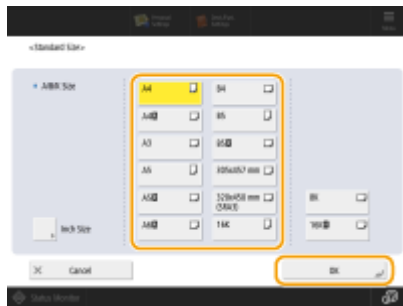 <Standard Size>
A/B/K Size
A4
B4
A4R
B5
A3
B5R
A5
305x457 mm
A5R
320x450 mm
(SRA3)
8K
A6R
16K
16KR
Inch Size
Cancel
OK
Status Monitor